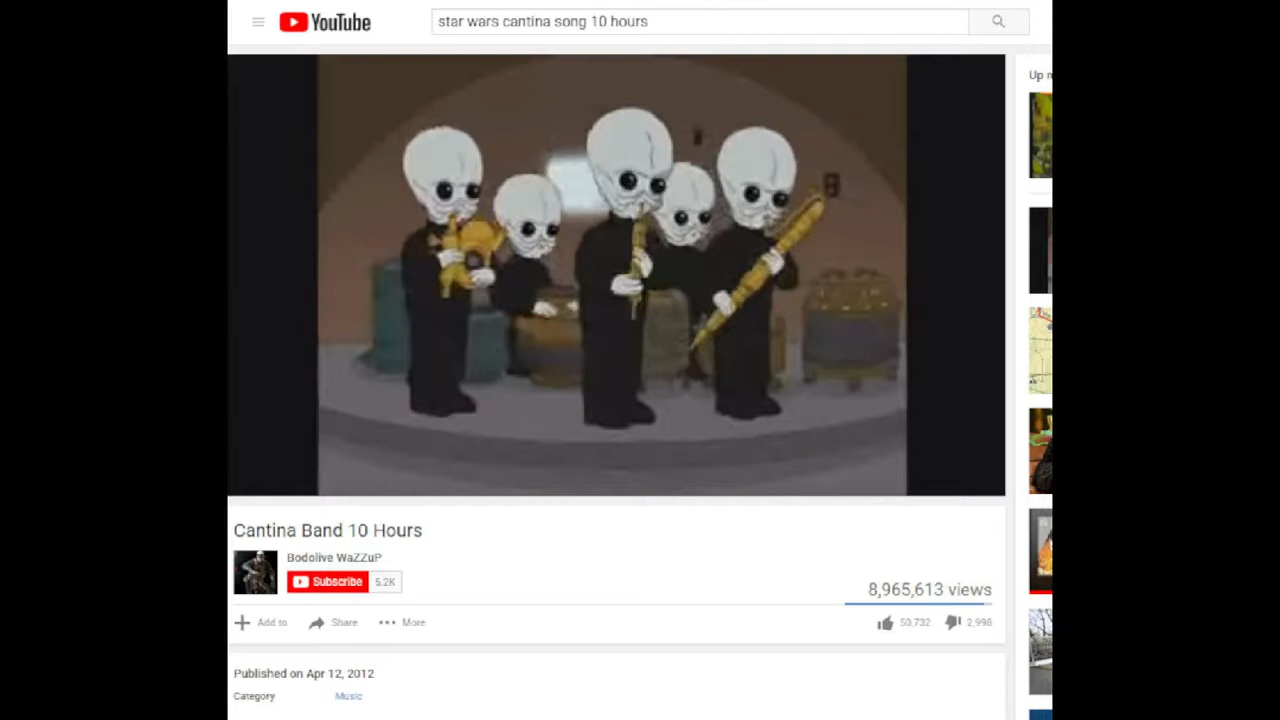 YouTube
star wars cantina song 10 hours
Up n
Cantina Band 10 Hours
Bodolive WaZZuP
Subscribe 5.2K
8,965,613 views
Add to Share More 50,732 2,998
Published on Apr 12, 2012
Category Music